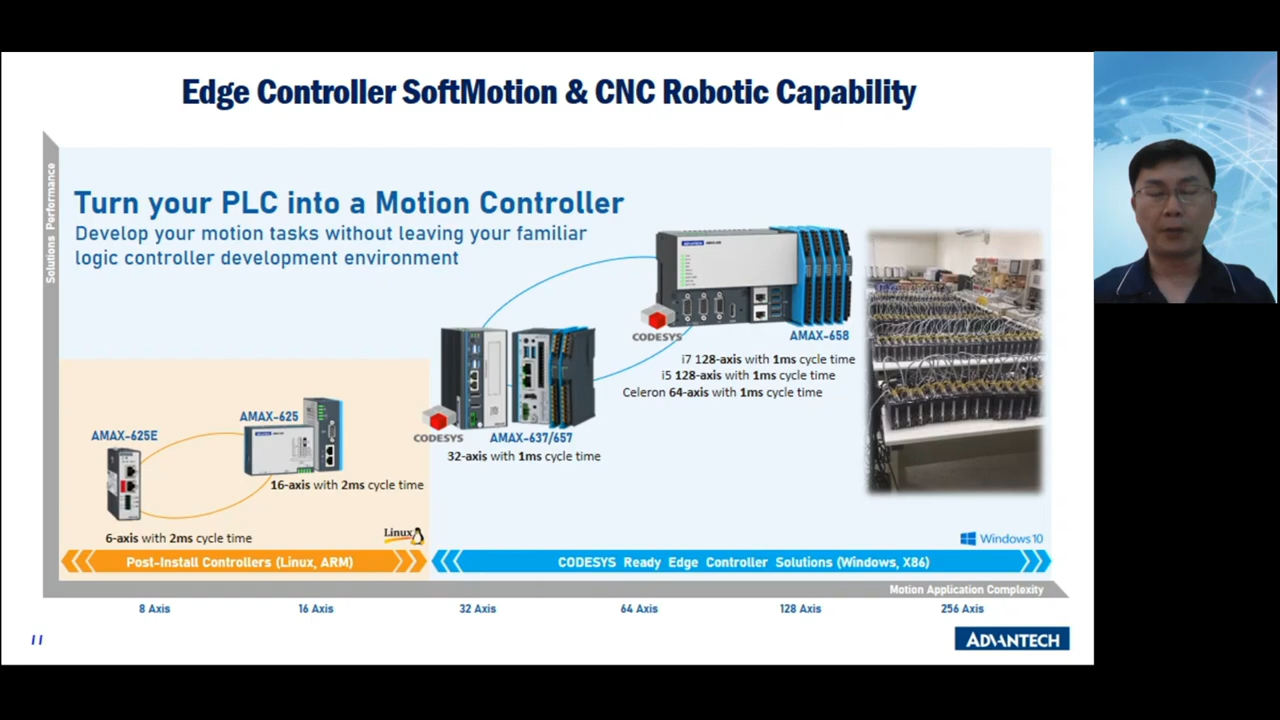 Edge Controller SoftMotion & CNC Robotic Capability
Solutions Performance
Turn your PLC into a Motion Controller
Develop your motion tasks without leaving your familiar
logic controller development environment
ADVANTECH
CODESYS
AMAX-658
i7 128-axis with 1ms cycle time
i5 128-axis with 1ms cycle time
Celeron 64-axis with 1ms cycle time
CODESYS
AMAX-637/657
32-axis with 1ms cycle time
AMAX-625
16-axis with 2ms cycle time
AMAX-625E
6-axis with 2ms cycle time
Linux
Windows 10
Post-Install Controllers (Linux, ARM)
CODESYS Ready Edge Controller Solutions (Windows, X86)
Motion Application Complexity
8 Axis
16 Axis
32 Axis
64 Axis
128 Axis
256 Axis
11
ADVANTECH